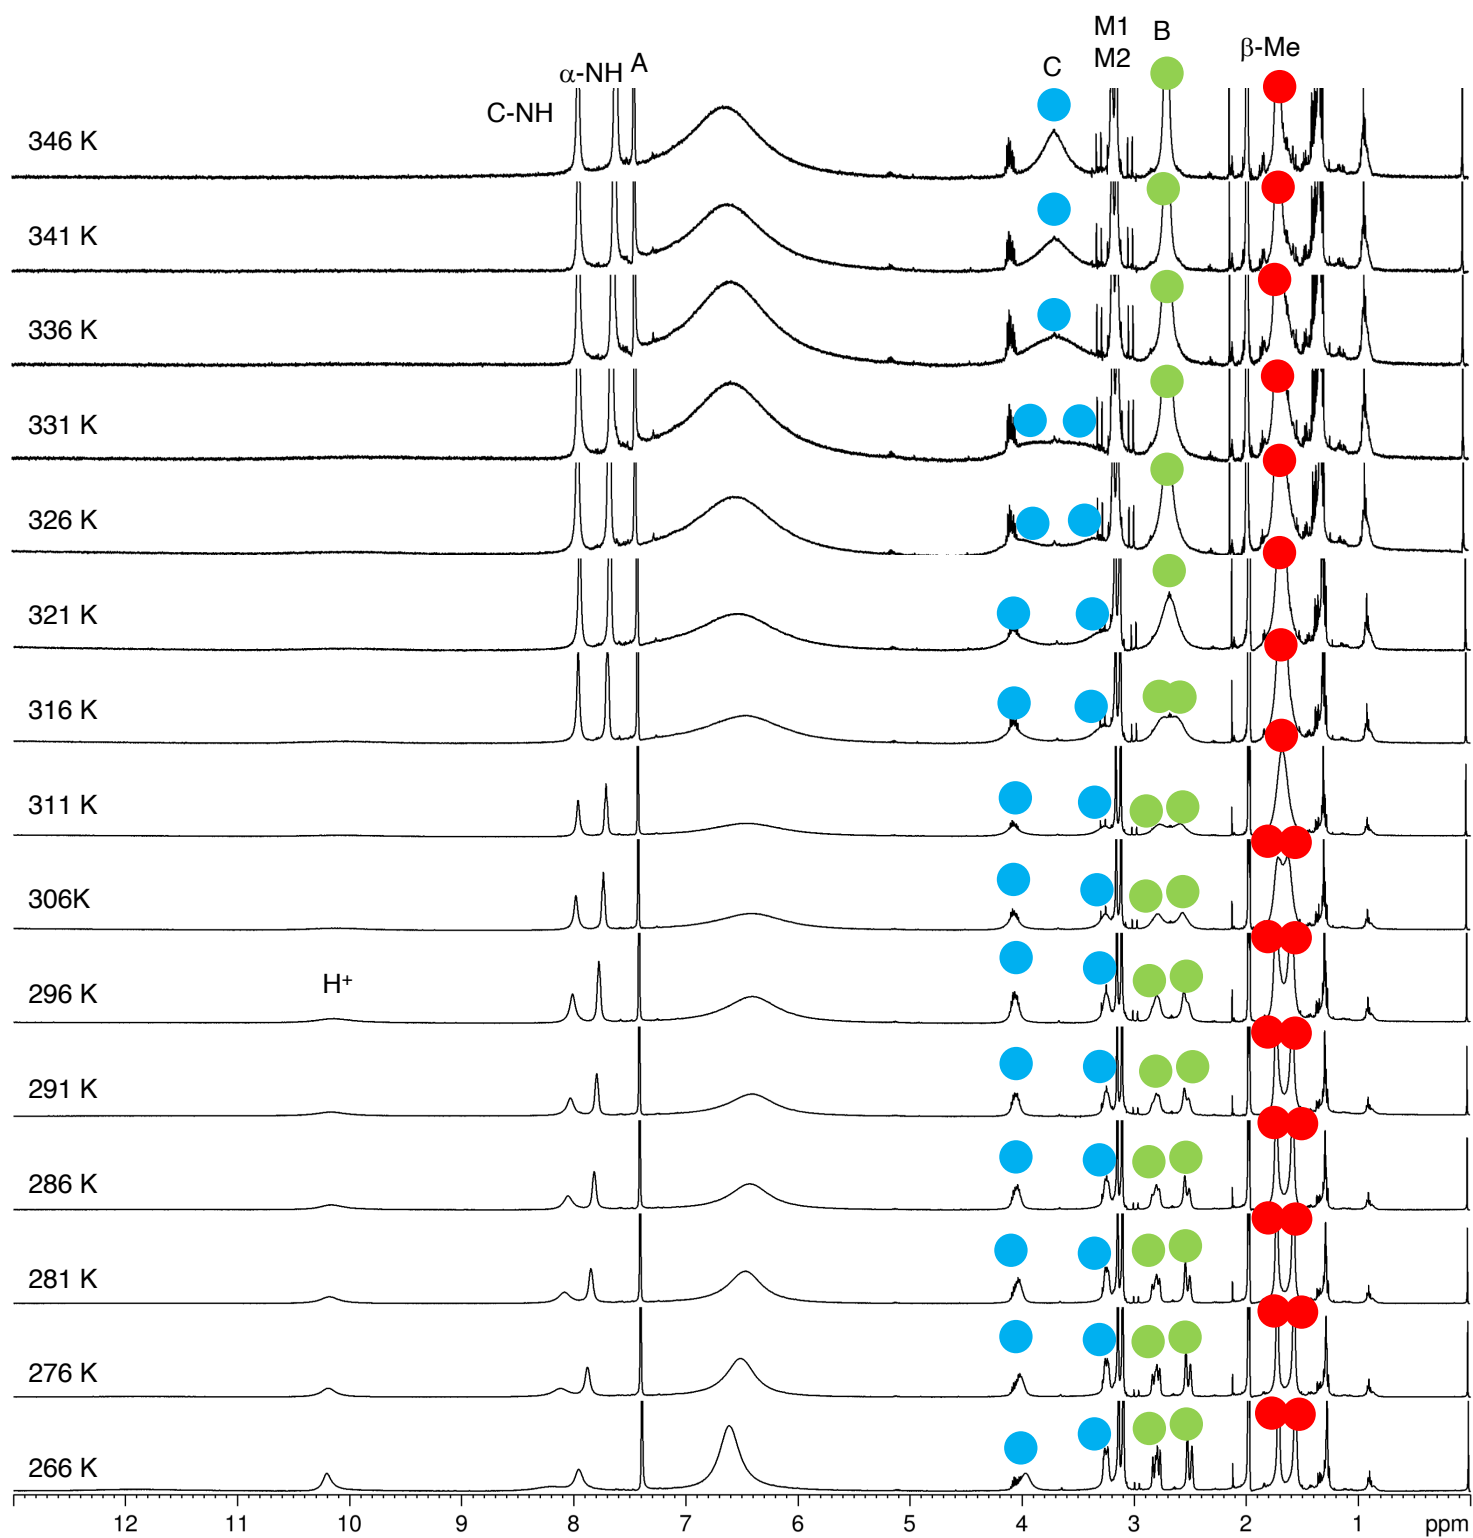 M1
M2
B
β-Me
α-NH
A
C
C-NH
346 K
341 K
336 K
331 K
326 K
321 K
316 K
311 K
306K
296 K
H⁺
291 K
286 K
281 K
276 K
266 K
12 11 10 9 8 7 6 5 4 3 2 1 ppm